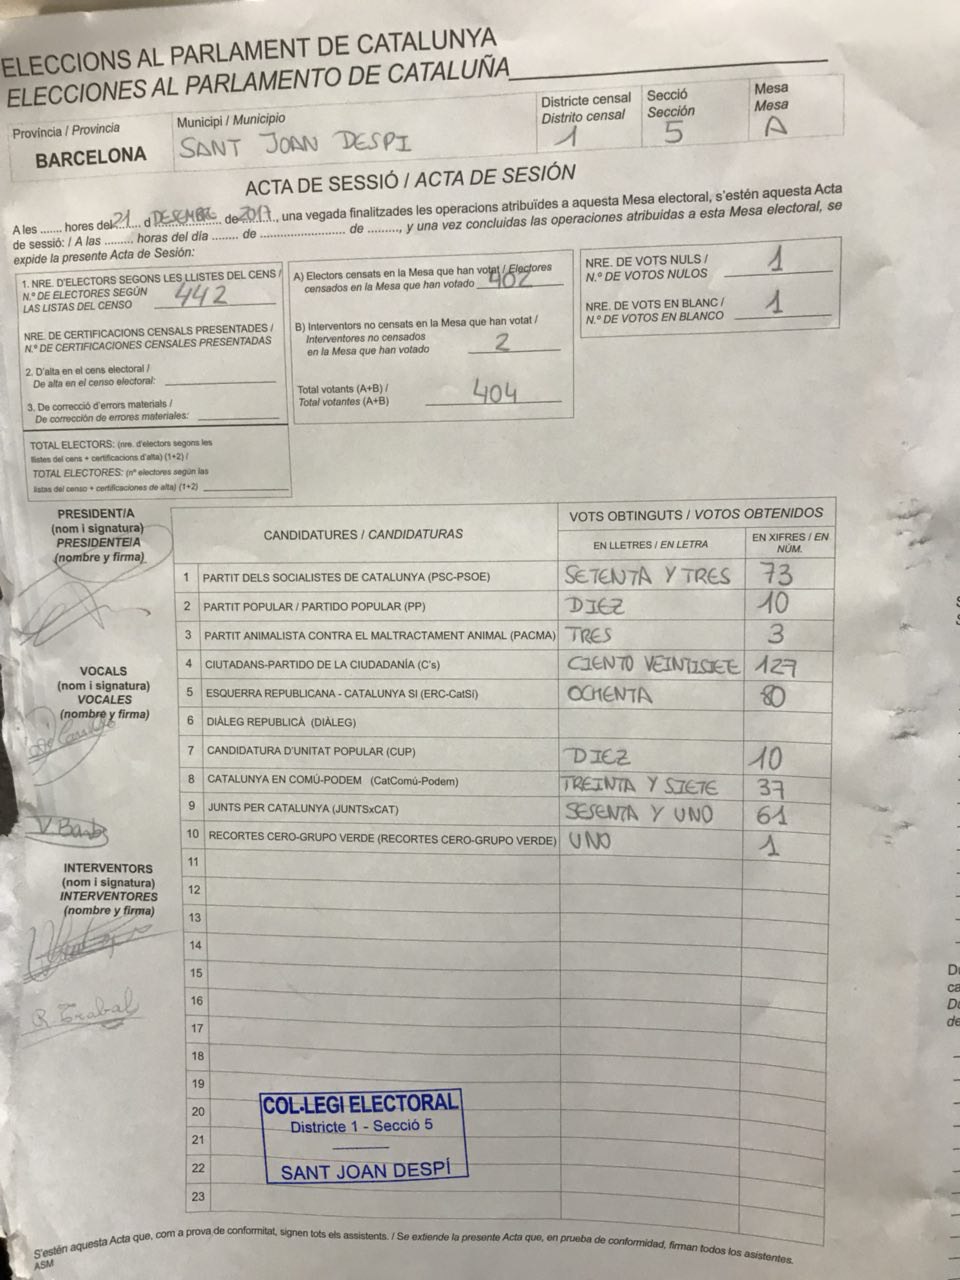 ELECCIONS AL PARLAMENT DE CATALUNYA
ELECCIONES AL PARLAMENTO DE CATALUÑA
Provincia / Provincia
BARCELONA
Municipi / Municipio
SANT JOAN DESPI
Districte censal
Distrito censal
1
Secció
Sección
5
Mesa
Mesa
A
ACTA DE SESSIÓ / ACTA DE SESIÓN
A les ....... hores del 21 d DESEMBRE de 2017, una vegada finalitzades les operacions atribuïdes a aquesta Mesa electoral, s'estén aquesta Acta
de sessió: / A las ......... horas del día ........ de ......................... de ........., y una vez concluidas las operaciones atribuidas a esta Mesa electoral, se
expide la presente Acta de Sesión:
1. NRE. D'ELECTORS SEGONS LES LLISTES DEL CENS /
N.º DE ELECTORES SEGÚN
LAS LISTAS DEL CENSO 442
NRE. DE CERTIFICACIONS CENSALS PRESENTADES /
N.º DE CERTIFICACIONES CENSALES PRESENTADAS
2. D'alta en el cens electoral /
De alta en el censo electoral:
3. De correcció d'errors materials /
De corrección de errores materiales:
TOTAL ELECTORS: (nre. d'electors segons les
llistes del cens + certificacions d'alta) (1+2) /
TOTAL ELECTORES: (nº electores según las
listas del censo + certificaciones de alta) (1+2)
A) Electors censats en la Mesa que han votat / Electores
censados en la Mesa que han votado 402
B) Interventors no censats en la Mesa que han votat /
Interventores no censados
en la Mesa que han votado 2
Total votants (A+B) /
Total votantes (A+B) 404
NRE. DE VOTS NULS /
N.º DE VOTOS NULOS 1
NRE. DE VOTS EN BLANC /
N.º DE VOTOS EN BLANCO 1
PRESIDENT/A
(nom i signatura)
PRESIDENTE/A
(nombre y firma)
VOCALS
(nom i signatura)
VOCALES
(nombre y firma)
INTERVENTORS
(nom i signatura)
INTERVENTORES
(nombre y firma)
R Trabal
CANDIDATURES / CANDIDATURAS
VOTS OBTINGUTS / VOTOS OBTENIDOS
EN LLETRES / EN LETRA
EN XIFRES / EN
NÚM.
1 PARTIT DELS SOCIALISTES DE CATALUNYA (PSC-PSOE) SETENTA Y TRES 73
2 PARTIT POPULAR / PARTIDO POPULAR (PP) DIEZ 10
3 PARTIT ANIMALISTA CONTRA EL MALTRACTAMENT ANIMAL (PACMA) TRES 3
4 CIUTADANS-PARTIDO DE LA CIUDADANÍA (C's) CIENTO VEINTISIETE 127
5 ESQUERRA REPUBLICANA - CATALUNYA SI (ERC-CatSí) OCHENTA 80
6 DIÀLEG REPUBLICÀ (DIÀLEG)
7 CANDIDATURA D'UNITAT POPULAR (CUP) DIEZ 10
8 CATALUNYA EN COMÚ-PODEM (CatComú-Podem) TREINTA Y SIETE 37
9 JUNTS PER CATALUNYA (JUNTSxCAT) SESENTA Y UNO 61
10 RECORTES CERO-GRUPO VERDE (RECORTES CERO-GRUPO VERDE) UNO 1
11
12
13
14
15
16
17
18
19
20
21
22
23
COL·LEGI ELECTORAL
Districte 1 - Secció 5
SANT JOAN DESPÍ
S'estén aquesta Acta que, com a prova de conformitat, signen tots els assistents. / Se extiende la presente Acta que, en prueba de conformidad, firman todos los asistentes.
ASM